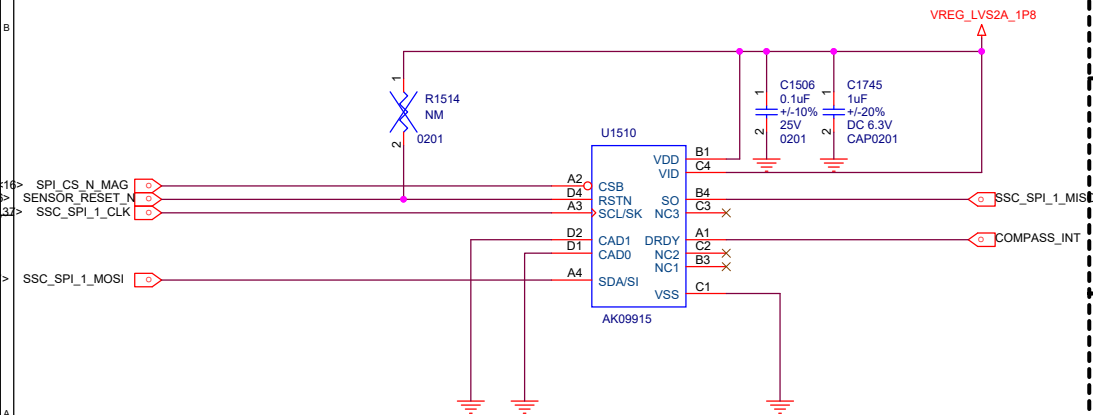 VREG_LVS2A_1P8
B
1
R1514
NM
0201
2
1
C1506
0.1uF
+/-10%
25V
0201
2
1
C1745
1uF
+/-20%
DC 6.3V
CAP0201
2
U1510
VDD
B1
VID
C4
16> SPI_CS_N_MAG
A2
CSB
SENSOR_RESET_N
D4
RSTN
SO
B4
SSC_SPI_1_MISO
37> SSC_SPI_1_CLK
A3
SCL/SK
NC3
C3
D2
CAD1
DRDY
A1
COMPASS_INT
D1
CAD0
NC2
C2
NC1
B3
> SSC_SPI_1_MOSI
A4
SDA/SI
VSS
C1
AK09915
A